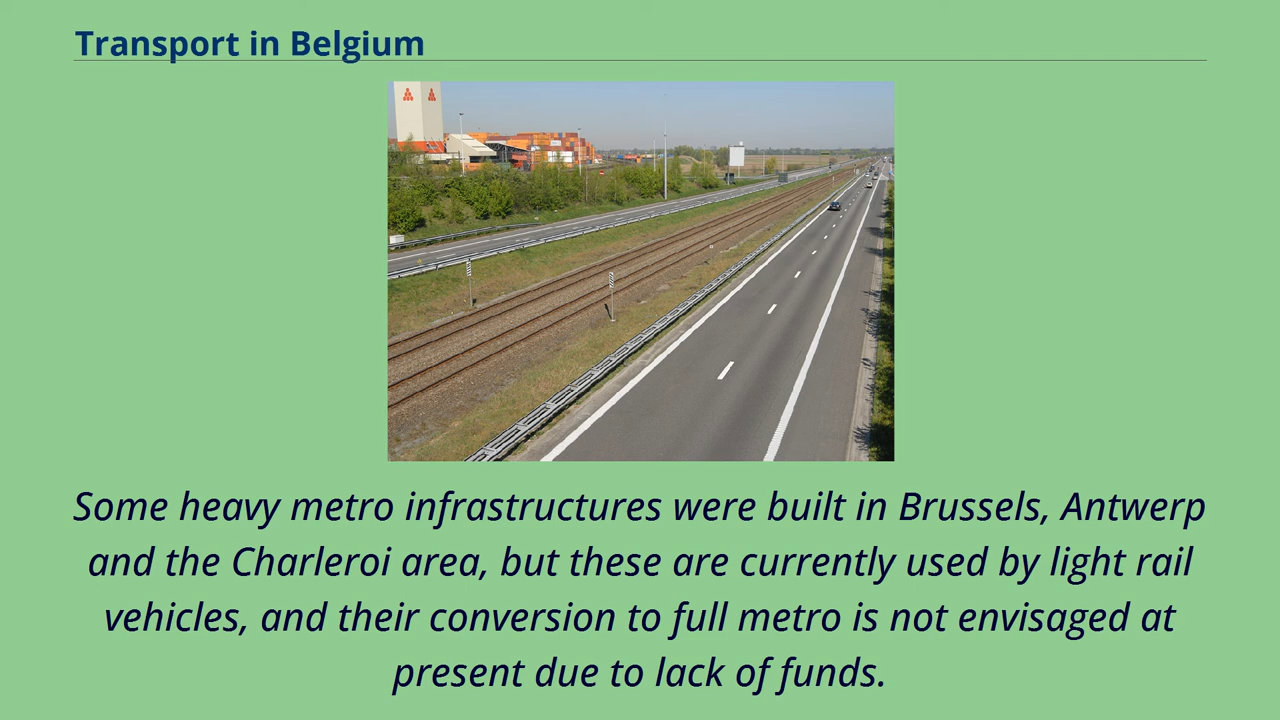 Transport in Belgium
Some heavy metro infrastructures were built in Brussels, Antwerp
and the Charleroi area, but these are currently used by light rail
vehicles, and their conversion to full metro is not envisaged at
present due to lack of funds.